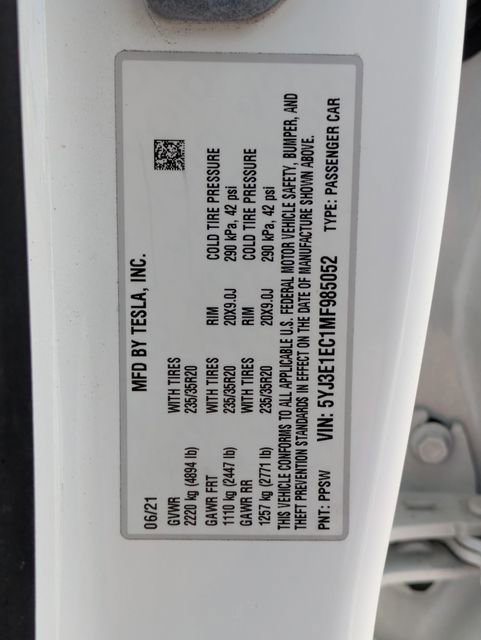 MFD BY TESLA, INC.
06/21
GVWR WITH TIRES RIM COLD TIRE PRESSURE
2220 kg (4894 lb) 235/35R20 20X9.0J 290 kPa, 42 psi
GAWR FRT WITH TIRES RIM COLD TIRE PRESSURE
1110 kg (2447 lb) 235/35R20 20X9.0J 290 kPa, 42 psi
GAWR RR WITH TIRES
1257 kg (2771 lb) 235/35R20
THIS VEHICLE CONFORMS TO ALL APPLICABLE U.S. FEDERAL MOTOR VEHICLE SAFETY, BUMPER, AND
THEFT PREVENTION STANDARDS IN EFFECT ON THE DATE OF MANUFACTURE SHOWN ABOVE.
PNT: PPSW VIN: 5YJ3E1EC1MF985052 TYPE: PASSENGER CAR